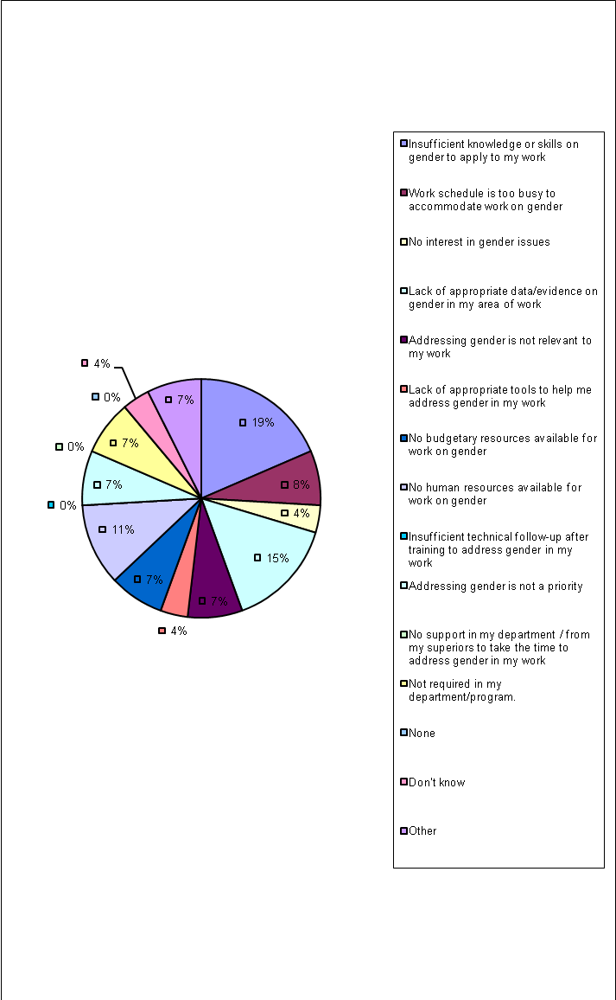 4%
0%
7%
19%
0%
7%
7%
8%
0%
4%
11%
15%
7%
7%
4%
Insufficient knowledge or skills on
gender to apply to my work
Work schedule is too busy to
accommodate work on gender
No interest in gender issues
Lack of appropriate data/evidence on
gender in my area of work
Addressing gender is not relevant to
my work
Lack of appropriate tools to help me
address gender in my work
No budgetary resources available for
work on gender
No human resources available for
work on gender
Insufficient technical follow-up after
training to address gender in my
work
Addressing gender is not a priority
No support in my department / from
my superiors to take the time to
address gender in my work
Not required in my
department/program.
None
Don't know
Other